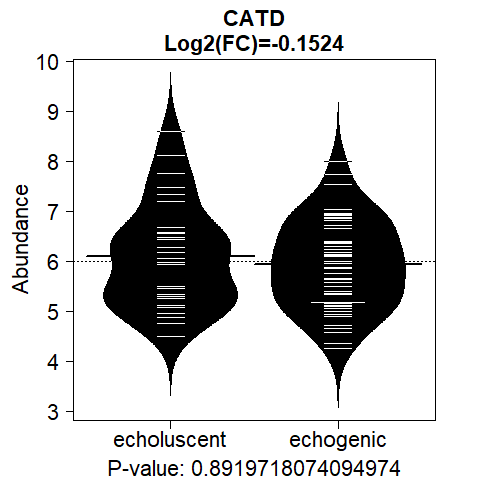 CATD
Log2(FC)=-0.1524
10
9
8
7
6
5
4
3
Abundance
echoluscent echogenic
P-value: 0.8919718074094974